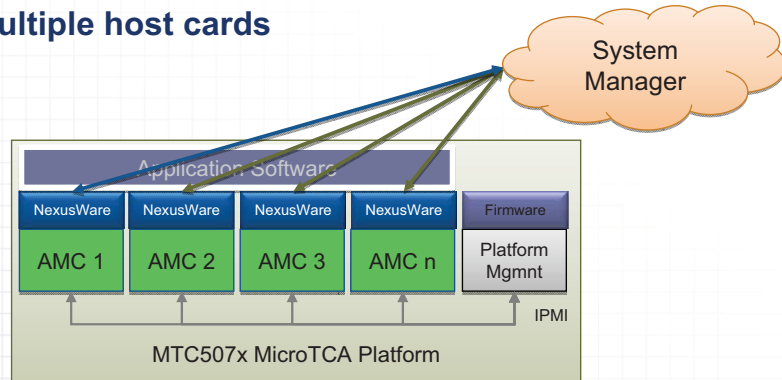 ultiple host cards
System
Manager
Application Software
NexusWare
NexusWare
NexusWare
NexusWare
Firmware
AMC 1
AMC 2
AMC 3
AMC n
Platform
Mgmnt
IPMI
MTC507x MicroTCA Platform